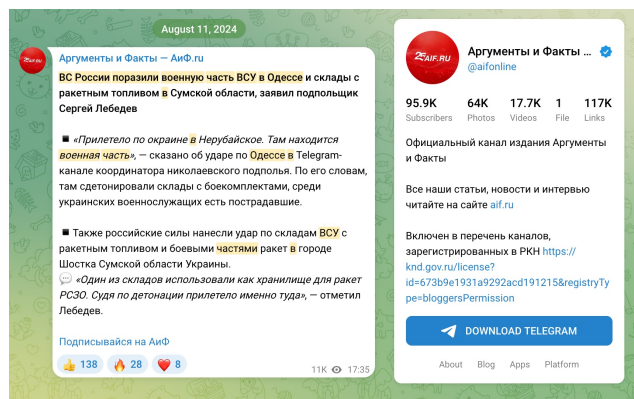 August 11, 2024
Аргументы и Факты — АиФ.ru
ВС России поразили военную часть ВСУ в Одессе и склады с
ракетным топливом в Сумской области, заявил подпольщик
Сергей Лебедев
«Прилетело по окраине в Нерубайское. Там находится
военная часть», — сказано об ударе по Одессе в Telegram-
канале координатора николаевского подполья. По его словам,
там сдетонировали склады с боекомплектами, среди
украинских военнослужащих есть пострадавшие.
Также российские силы нанесли удар по складам ВСУ с
ракетным топливом и боевыми частями ракет в городе
Шостка Сумской области Украины.
💬 «Один из складов использовали как хранилище для ракет
РСЗО. Судя по детонации прилетело именно туда», — отметил
Лебедев.
Подписывайся на АиФ
👍 138 🔥 28 ❤️ 8
11K 17:35
25 AIF.RU
Аргументы и Факты ...
@aifonline
95.9K 64K 17.7K 1 117K
Subscribers Photos Videos File Links
Официальный канал издания Аргументы
и Факты
Все наши статьи, новости и интервью
читайте на сайте aif.ru
Включен в перечень каналов,
зарегистрированных в РКН https://
knd.gov.ru/license?
id=673b9e1931a9292acd191215&registryTy
pe=bloggersPermission
DOWNLOAD TELEGRAM
About Blog Apps Platform